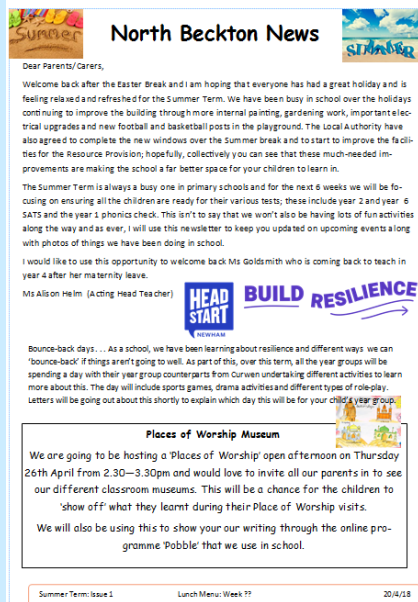 Summer
North Beckton News
SUMMER
Dear Parents/Carers,
Welcome back after the Easter Break and I am hoping that everyone has had a great holiday and is
feeling relaxed and refreshed for the Summer Term. We have been busy in school over the holidays
continuing to improve the building through more internal painting, gardening work, important elec-
trical upgrades and new football and basketball posts in the playground. The Local Authority have
also agreed to complete the new windows over the Summer break and to start to improve the facili-
ties for the Resource Provision; hopefully, collectively you can see that these much-needed im-
provements are making the school a far better space for your children to learn in.
The Summer Term is always a busy one in primary schools and for the next 6 weeks we will be fo-
cusing on ensuring all the children are ready for their various tests; these include year 2 and year 6
SATS and the year 1 phonics check. This isn't to say that we won't also be having lots of fun activities
along the way and as ever, I will use this newsletter to keep you updated on upcoming events along
with photos of things we have been doing in school.
I would like to use this opportunity to welcome back Ms Goldsmith who is coming back to teach in
year 4 after her maternity leave.
Ms Alison Helm (Acting Head Teacher)
HEAD
START
NEWHAM
BUILD RESILIENCE
Bounce-back days . . . As a school, we have been learning about resilience and different ways we can
'bounce-back' if things aren't going to well. As part of this, over this term, all the year groups will be
spending a day with their year group counterparts from Curwen undertaking different activities to learn
more about this. The day will include sports games, drama activities and different types of role-play.
Letters will be going out about this shortly to explain which day this will be for your child's year group.
Places of Worship Museum
We are going to be hosting a 'Places of Worship' open afternoon on Thursday
26th April from 2.30—3.30pm and would love to invite all our parents in to see
our different classroom museums. This will be a chance for the children to
'show off' what they learnt during their Place of Worship visits.
We will also be using this to show your our writing through the online pro-
gramme 'Pobble' that we use in school.
Summer Term: Issue 1 Lunch Menu: Week ?? 20/4/18